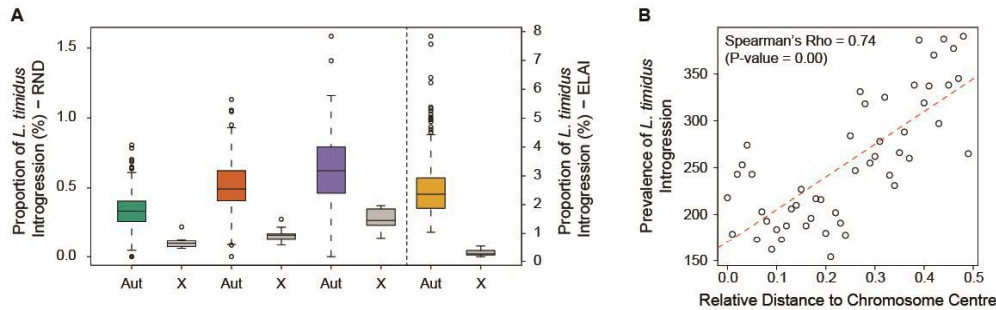 A
Proportion of L. timidus
Introgression (%) – RND
1.5
1.0
0.5
0.0
Aut X Aut X Aut X Aut X
8
7
6
5
4
3
2
1
0
Proportion of L. timidus
Introgression (%) – ELAI
B
Spearman's Rho = 0.74
(P-value = 0.00)
Prevalence of L. timidus
Introgression
350
300
250
200
150
0.0 0.1 0.2 0.3 0.4 0.5
Relative Distance to Chromosome Centre